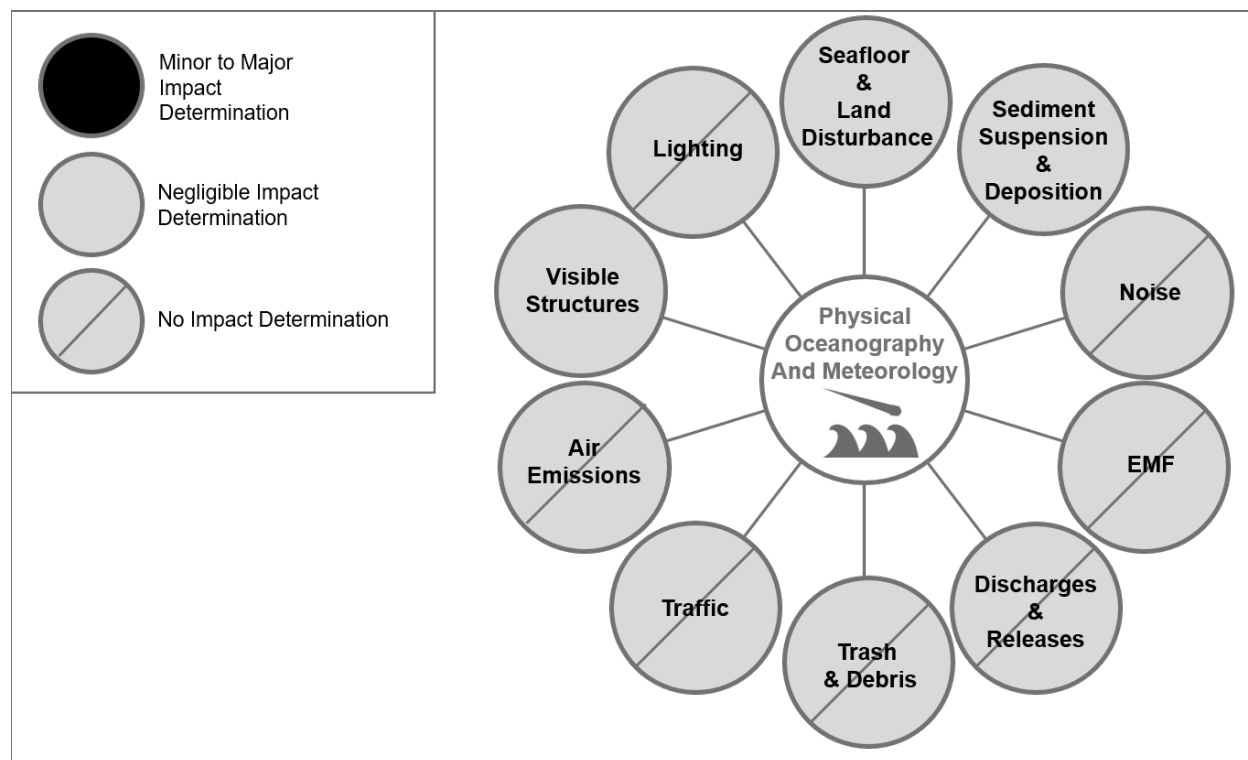 Minor to Major
Impact
Determination
Negligible Impact
Determination
No Impact Determination
Seafloor
&
Land
Disturbance
Sediment
Suspension
&
Deposition
Noise
EMF
Discharges
&
Releases
Trash
& Debris
Traffic
Air
Emissions
Visible
Structures
Lighting
Physical
Oceanography
And Meteorology